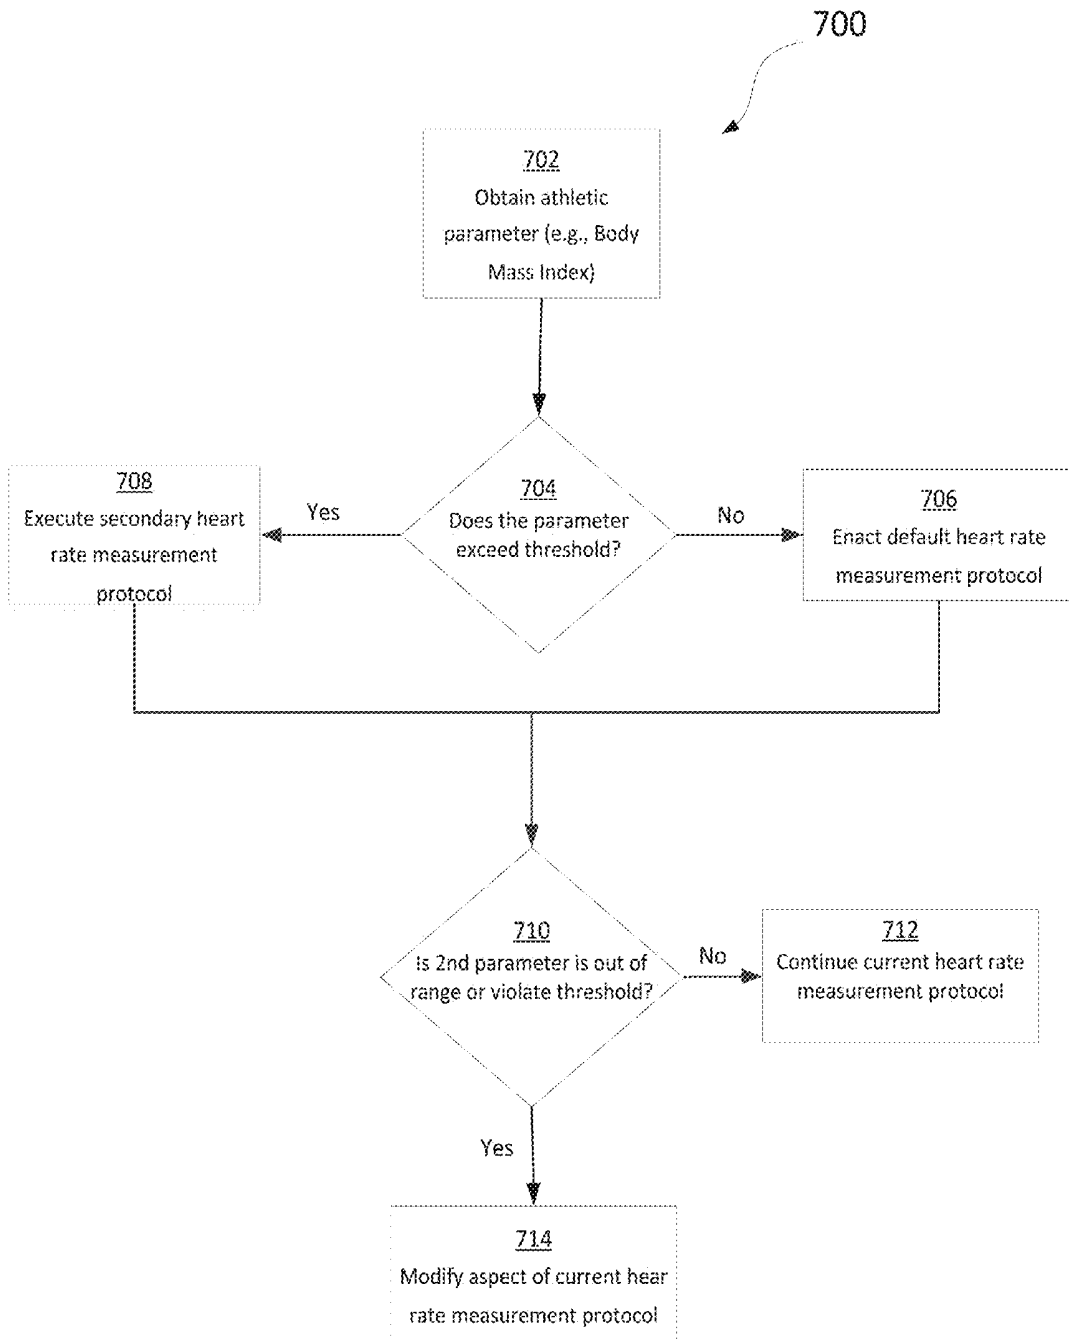 700
702
Obtain athletic
parameter (e.g., Body
Mass Index)
708
Execute secondary heart
rate measurement
protocol
Yes
704
Does the parameter
exceed threshold?
No
706
Enact default heart rate
measurement protocol
710
Is 2nd parameter is out of
range or violate threshold?
No
712
Continue current heart rate
measurement protocol
Yes
714
Modify aspect of current hear
rate measurement protocol